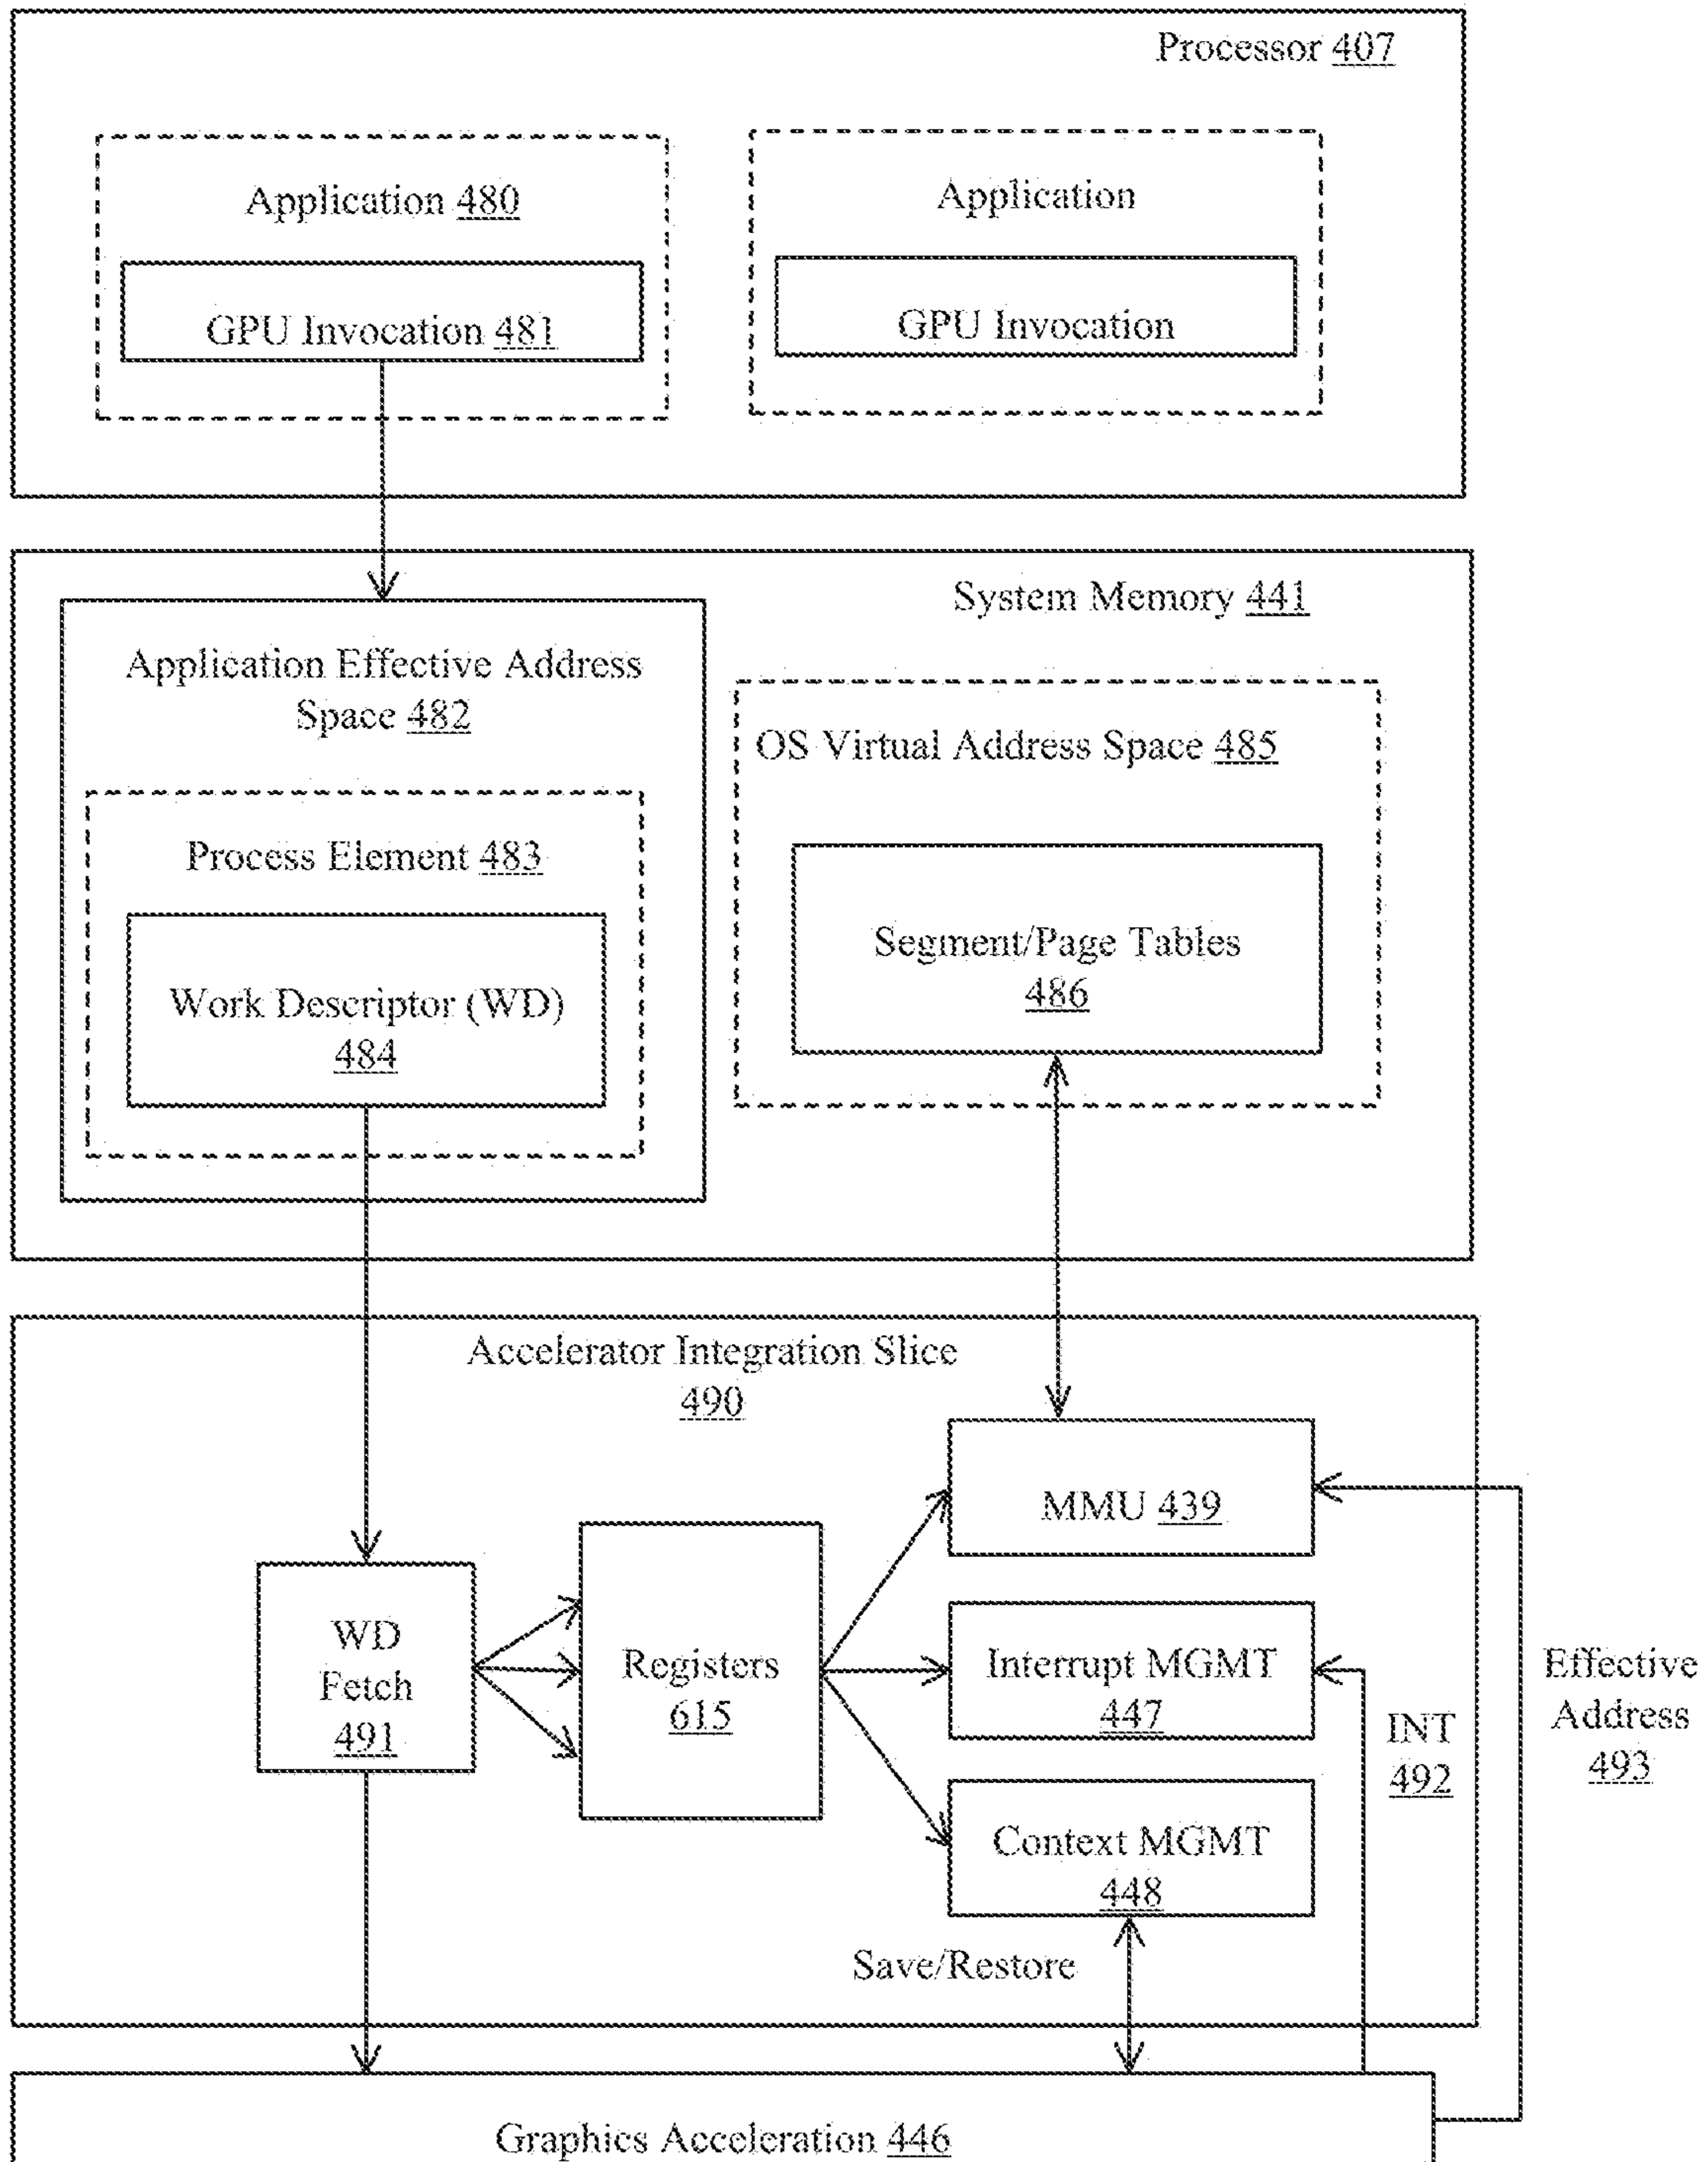 Processor 407
Application 480
GPU Invocation 481
Application
GPU Invocation
System Memory 441
Application Effective Address
Space 482
Process Element 483
Work Descriptor (WD)
484
OS Virtual Address Space 485
Segment/Page Tables
486
Accelerator Integration Slice
490
WD
Fetch
491
Registers
615
MMU 439
Interrupt MGMT
447
Context MGMT
448
Save/Restore
INT
492
Effective
Address
493
Graphics Acceleration 446